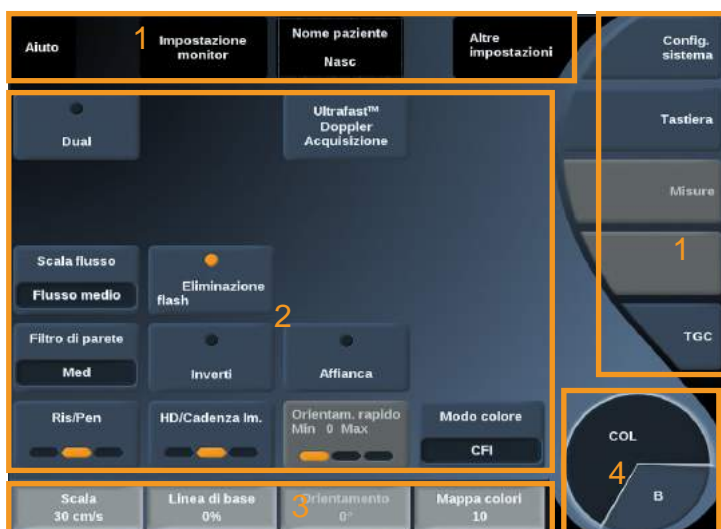 Aiuto
1
Impostazione
monitor
Nome paziente
Nasc
Altre
impostazioni
Config.
sistema
Dual
Ultrafast™
Doppler
Acquisizione
Tastiera
Misure
1
Scala flusso
Flusso medio
Eliminazione
flash
2
TGC
Filtro di parete
Med
Inverti
Affianca
Ris/Pen
HD/Cadenza Im.
Orientam. rapido
Min 0 Max
Modo colore
CFI
COL
4
B
Scala
30 cm/s
Linea di base
0%
3
Orientamento
0°
Mappa colori
10